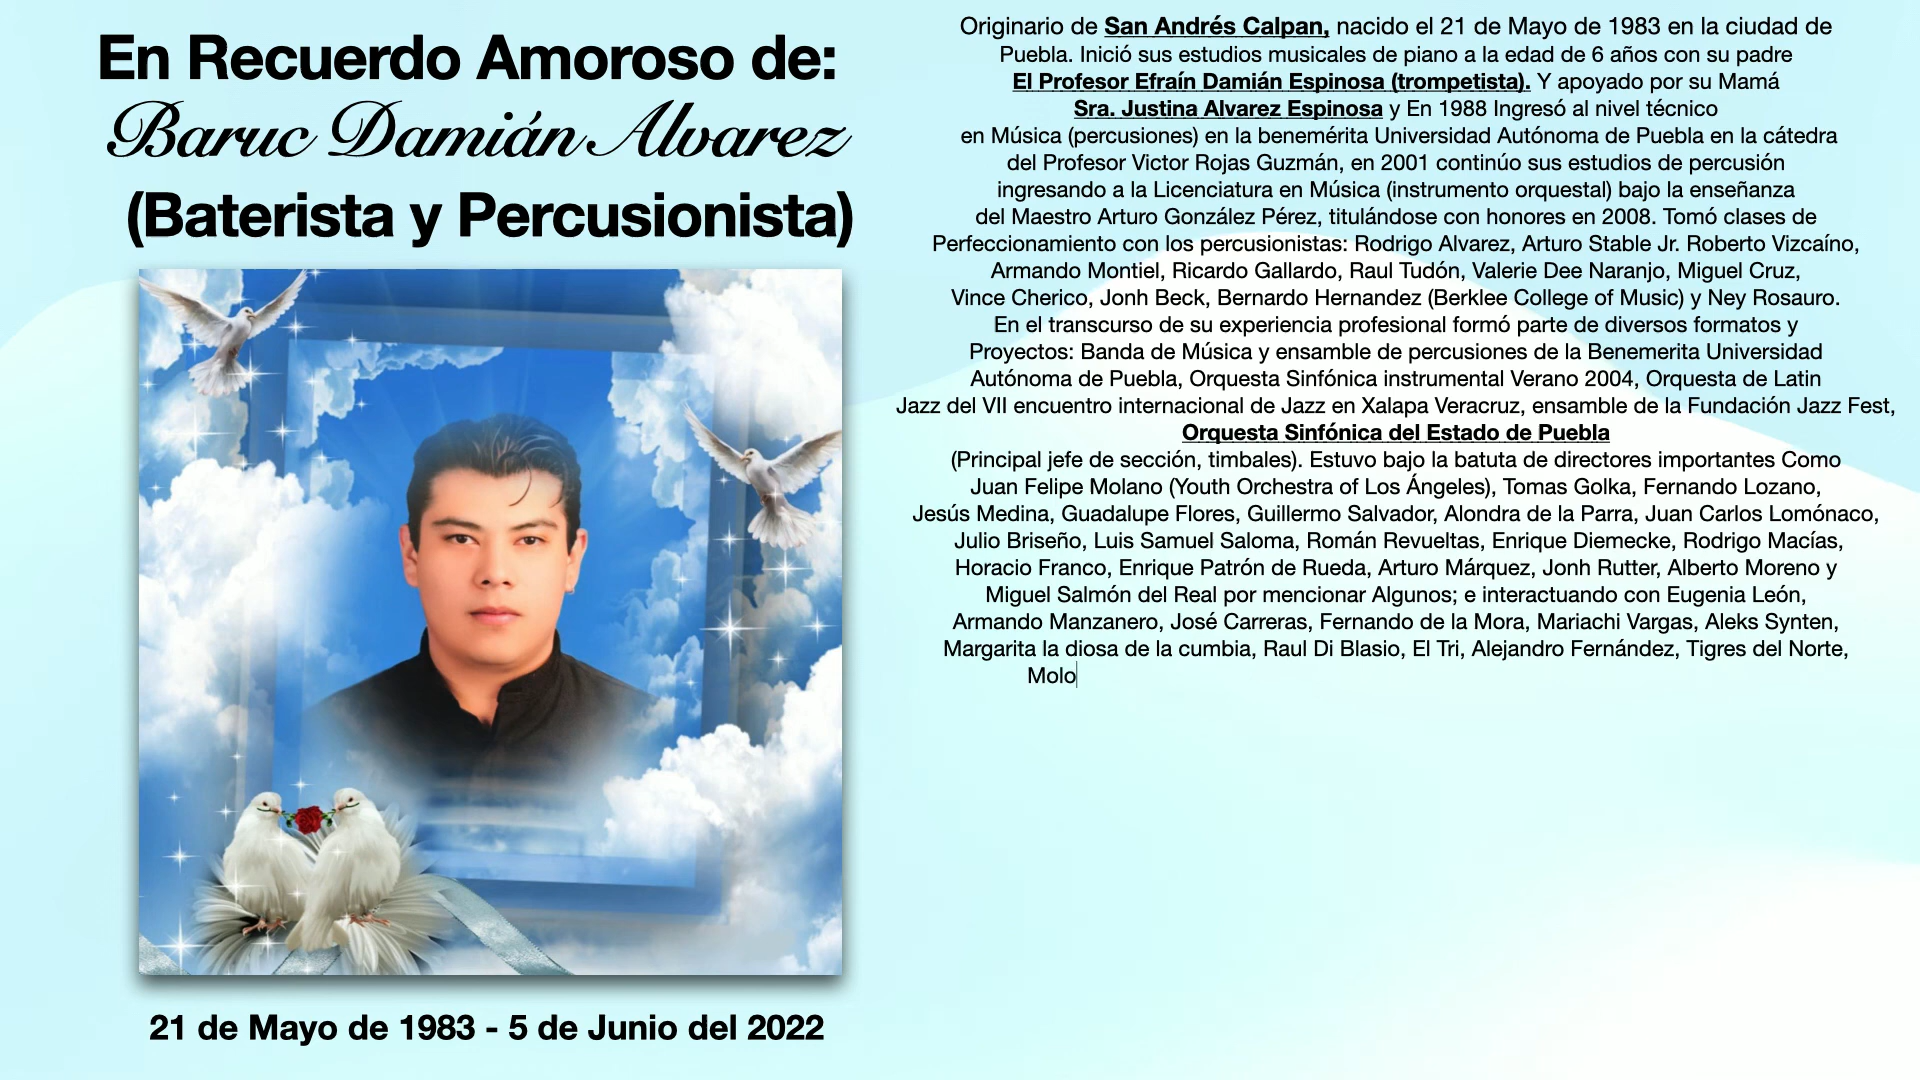 En Recuerdo Amoroso de:
Baruc Damián Alvarez
(Baterista y Percusionista)
21 de Mayo de 1983 - 5 de Junio del 2022
Originario de San Andrés Calpan, nacido el 21 de Mayo de 1983 en la ciudad de
Puebla. Inició sus estudios musicales de piano a la edad de 6 años con su padre
El Profesor Efraín Damián Espinosa (trompetista). Y apoyado por su Mamá
Sra. Justina Alvarez Espinosa y En 1988 Ingresó al nivel técnico
en Música (percusiones) en la benemérita Universidad Autónoma de Puebla en la cátedra
del Profesor Victor Rojas Guzmán, en 2001 continúo sus estudios de percusión
ingresando a la Licenciatura en Música (instrumento orquestal) bajo la enseñanza
del Maestro Arturo González Pérez, titulándose con honores en 2008. Tomó clases de
Perfeccionamiento con los percusionistas: Rodrigo Alvarez, Arturo Stable Jr. Roberto Vizcaíno,
Armando Montiel, Ricardo Gallardo, Raul Tudón, Valerie Dee Naranjo, Miguel Cruz,
Vince Cherico, Jonh Beck, Bernardo Hernandez (Berklee College of Music) y Ney Rosauro.
En el transcurso de su experiencia profesional formó parte de diversos formatos y
Proyectos: Banda de Música y ensamble de percusiones de la Benemerita Universidad
Autónoma de Puebla, Orquesta Sinfónica instrumental Verano 2004, Orquesta de Latin
Jazz del VII encuentro internacional de Jazz en Xalapa Veracruz, ensamble de la Fundación Jazz Fest,
Orquesta Sinfónica del Estado de Puebla
(Principal jefe de sección, timbales). Estuvo bajo la batuta de directores importantes Como
Juan Felipe Molano (Youth Orchestra of Los Ángeles), Tomas Golka, Fernando Lozano,
Jesús Medina, Guadalupe Flores, Guillermo Salvador, Alondra de la Parra, Juan Carlos Lomónaco,
Julio Briseño, Luis Samuel Saloma, Román Revueltas, Enrique Diemecke, Rodrigo Macías,
Horacio Franco, Enrique Patrón de Rueda, Arturo Márquez, Jonh Rutter, Alberto Moreno y
Miguel Salmón del Real por mencionar Algunos; e interactuando con Eugenia León,
Armando Manzanero, José Carreras, Fernando de la Mora, Mariachi Vargas, Aleks Synten,
Margarita la diosa de la cumbia, Raul Di Blasio, El Tri, Alejandro Fernández, Tigres del Norte,
Molo